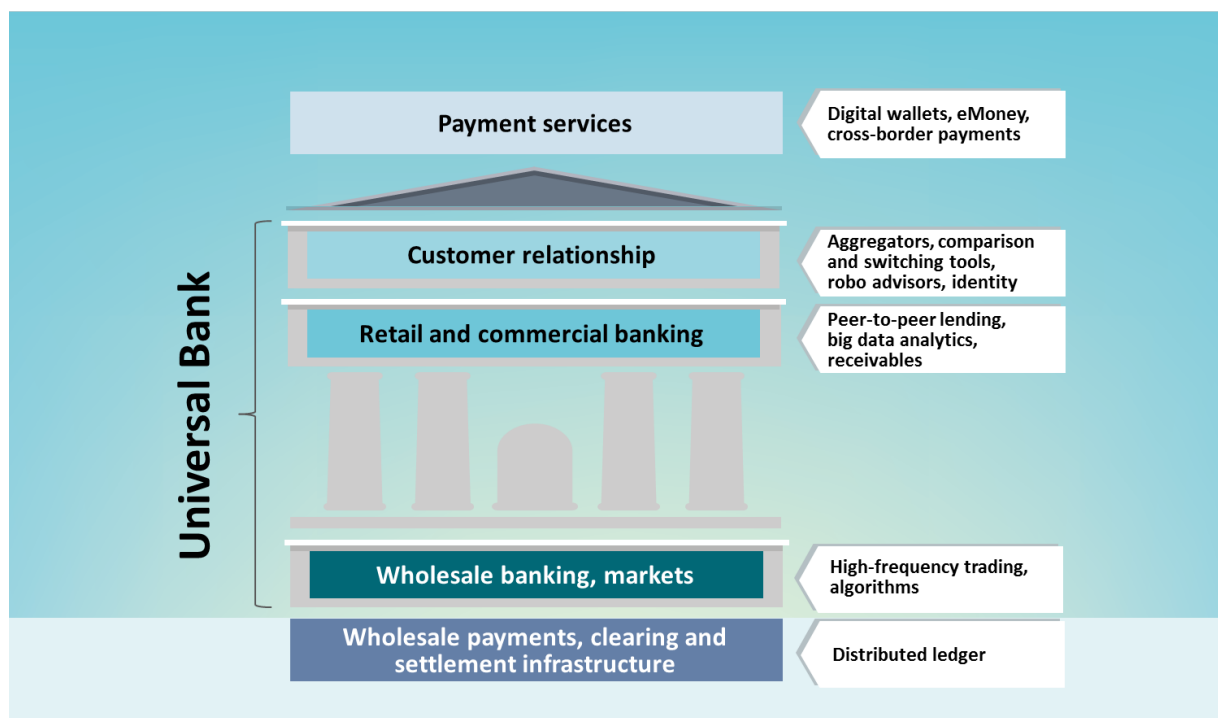 Payment services
Digital wallets, eMoney,
cross-border payments
Universal Bank
Customer relationship
Aggregators, comparison
and switching tools,
robo advisors, identity
Retail and commercial banking
Peer-to-peer lending,
big data analytics,
receivables
Wholesale banking, markets
High-frequency trading,
algorithms
Wholesale payments, clearing and
settlement infrastructure
Distributed ledger